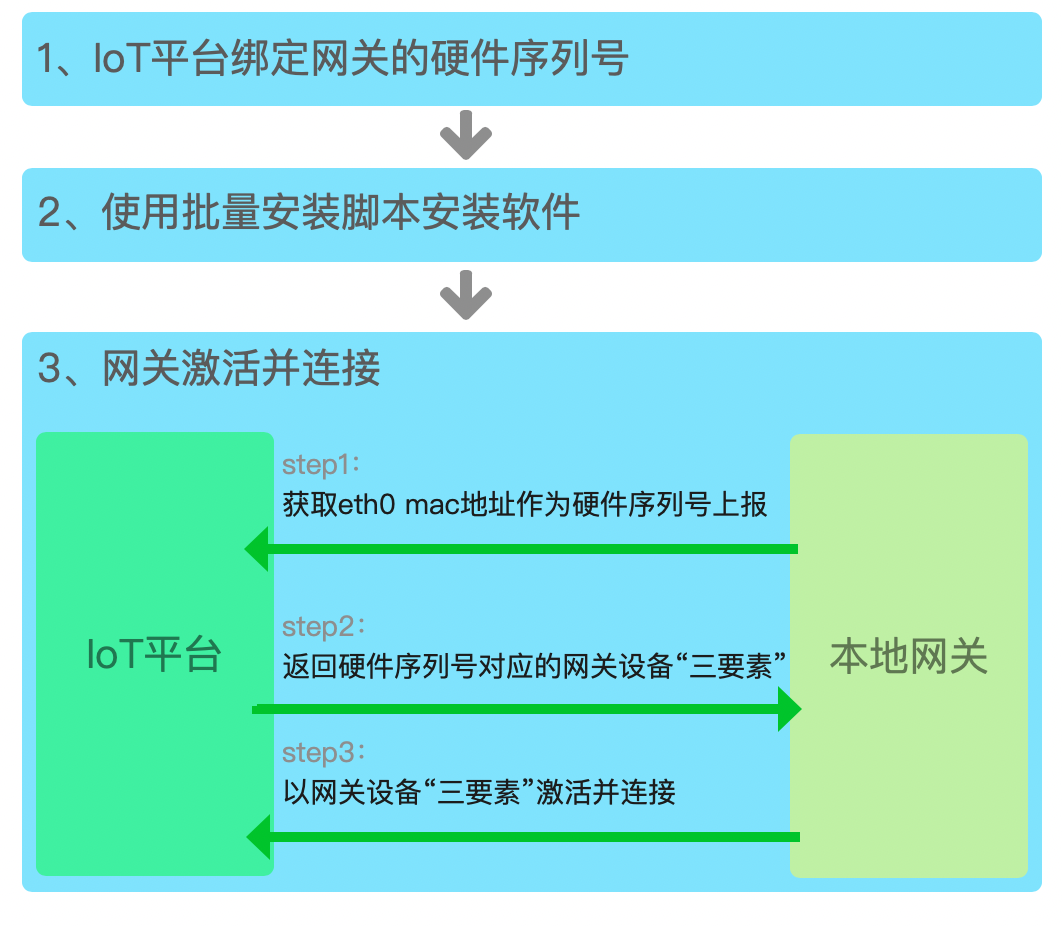 1、IoT平台绑定网关的硬件序列号
2、使用批量安装脚本安装软件
3、网关激活并连接
step1:
获取eth0 mac地址作为硬件序列号上报
step2:
返回硬件序列号对应的网关设备“三要素”
IoT平台
本地网关
step3:
以网关设备“三要素”激活并连接